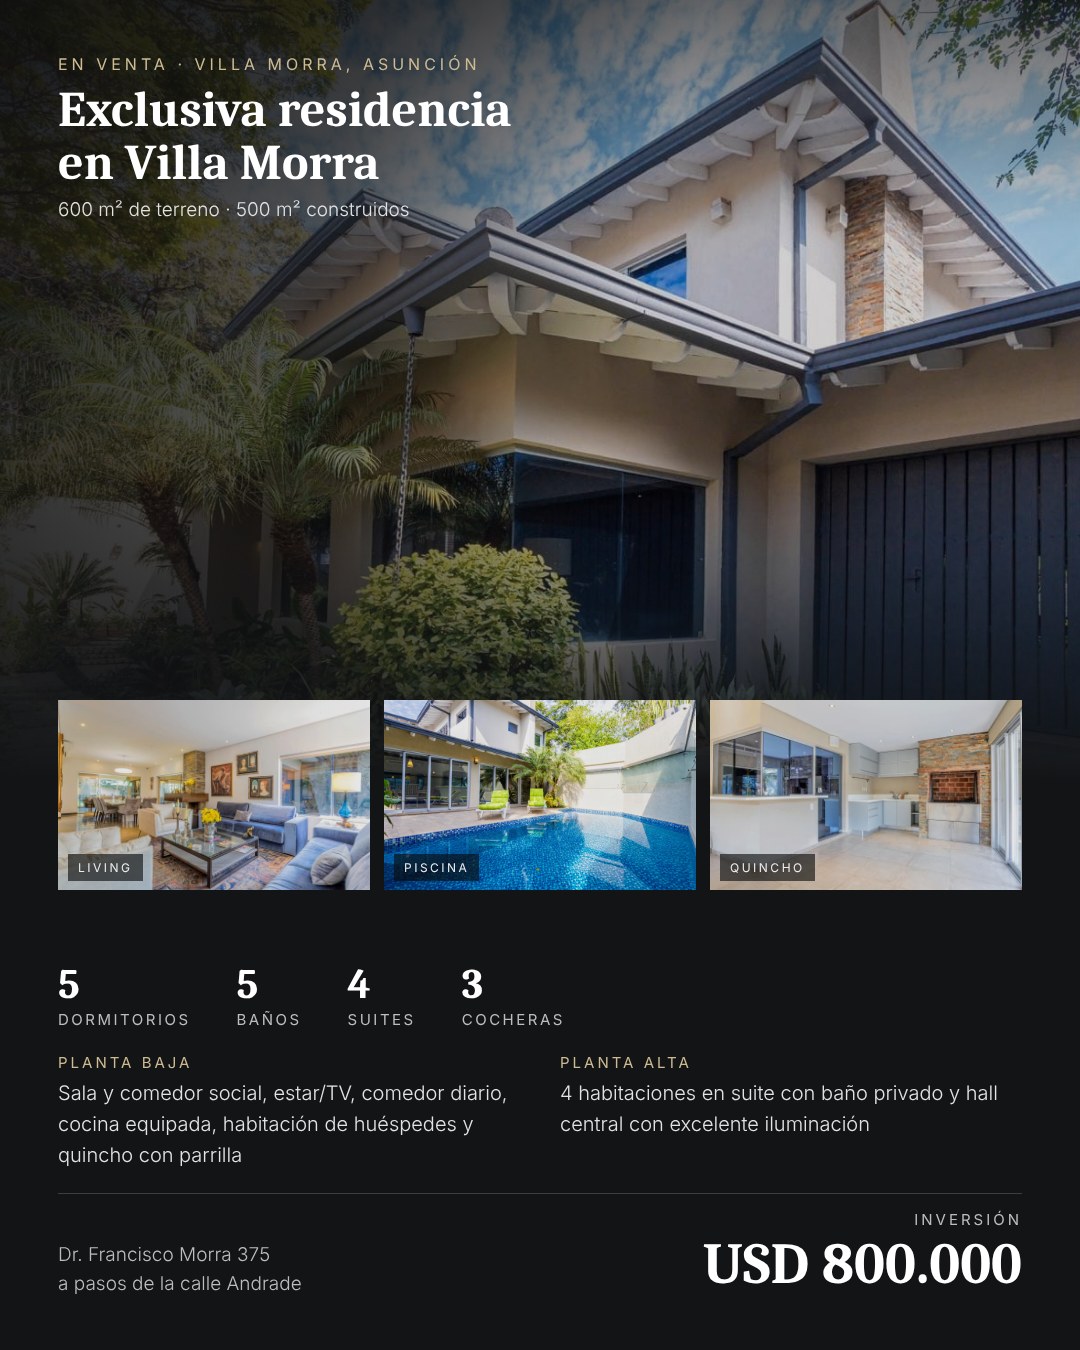 EN VENTA · VILLA MORRA, ASUNCIÓN
Exclusiva residencia
en Villa Morra
600 m² de terreno · 500 m² construidos
LIVING
PISCINA
QUINCHO
5
DORMITORIOS
5
BAÑOS
4
SUITES
3
COCHERAS
PLANTA BAJA
Sala y comedor social, estar/TV, comedor diario,
cocina equipada, habitación de huéspedes y
quincho con parrilla
PLANTA ALTA
4 habitaciones en suite con baño privado y hall
central con excelente iluminación
Dr. Francisco Morra 375
a pasos de la calle Andrade
INVERSIÓN
USD 800.000